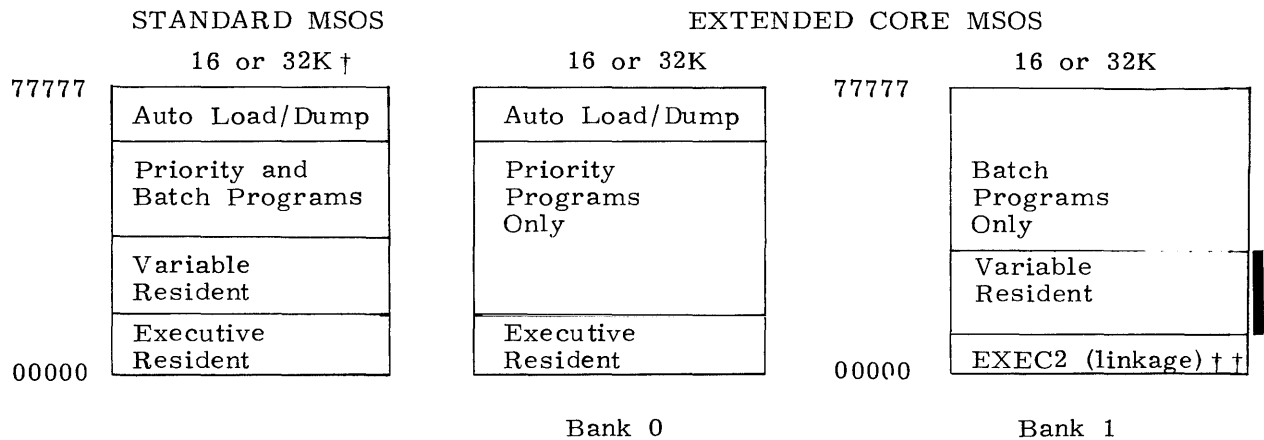 STANDARD MSOS
EXTENDED CORE MSOS
16 or 32K †
16 or 32K
16 or 32K
77777
Auto Load/Dump
Priority and
Batch Programs
Variable
Resident
Executive
Resident
00000
Auto Load/Dump
Priority
Programs
Only
Executive
Resident
Bank 0
77777
Batch
Programs
Only
Variable
Resident
EXEC2 (linkage) † †
00000
Bank 1